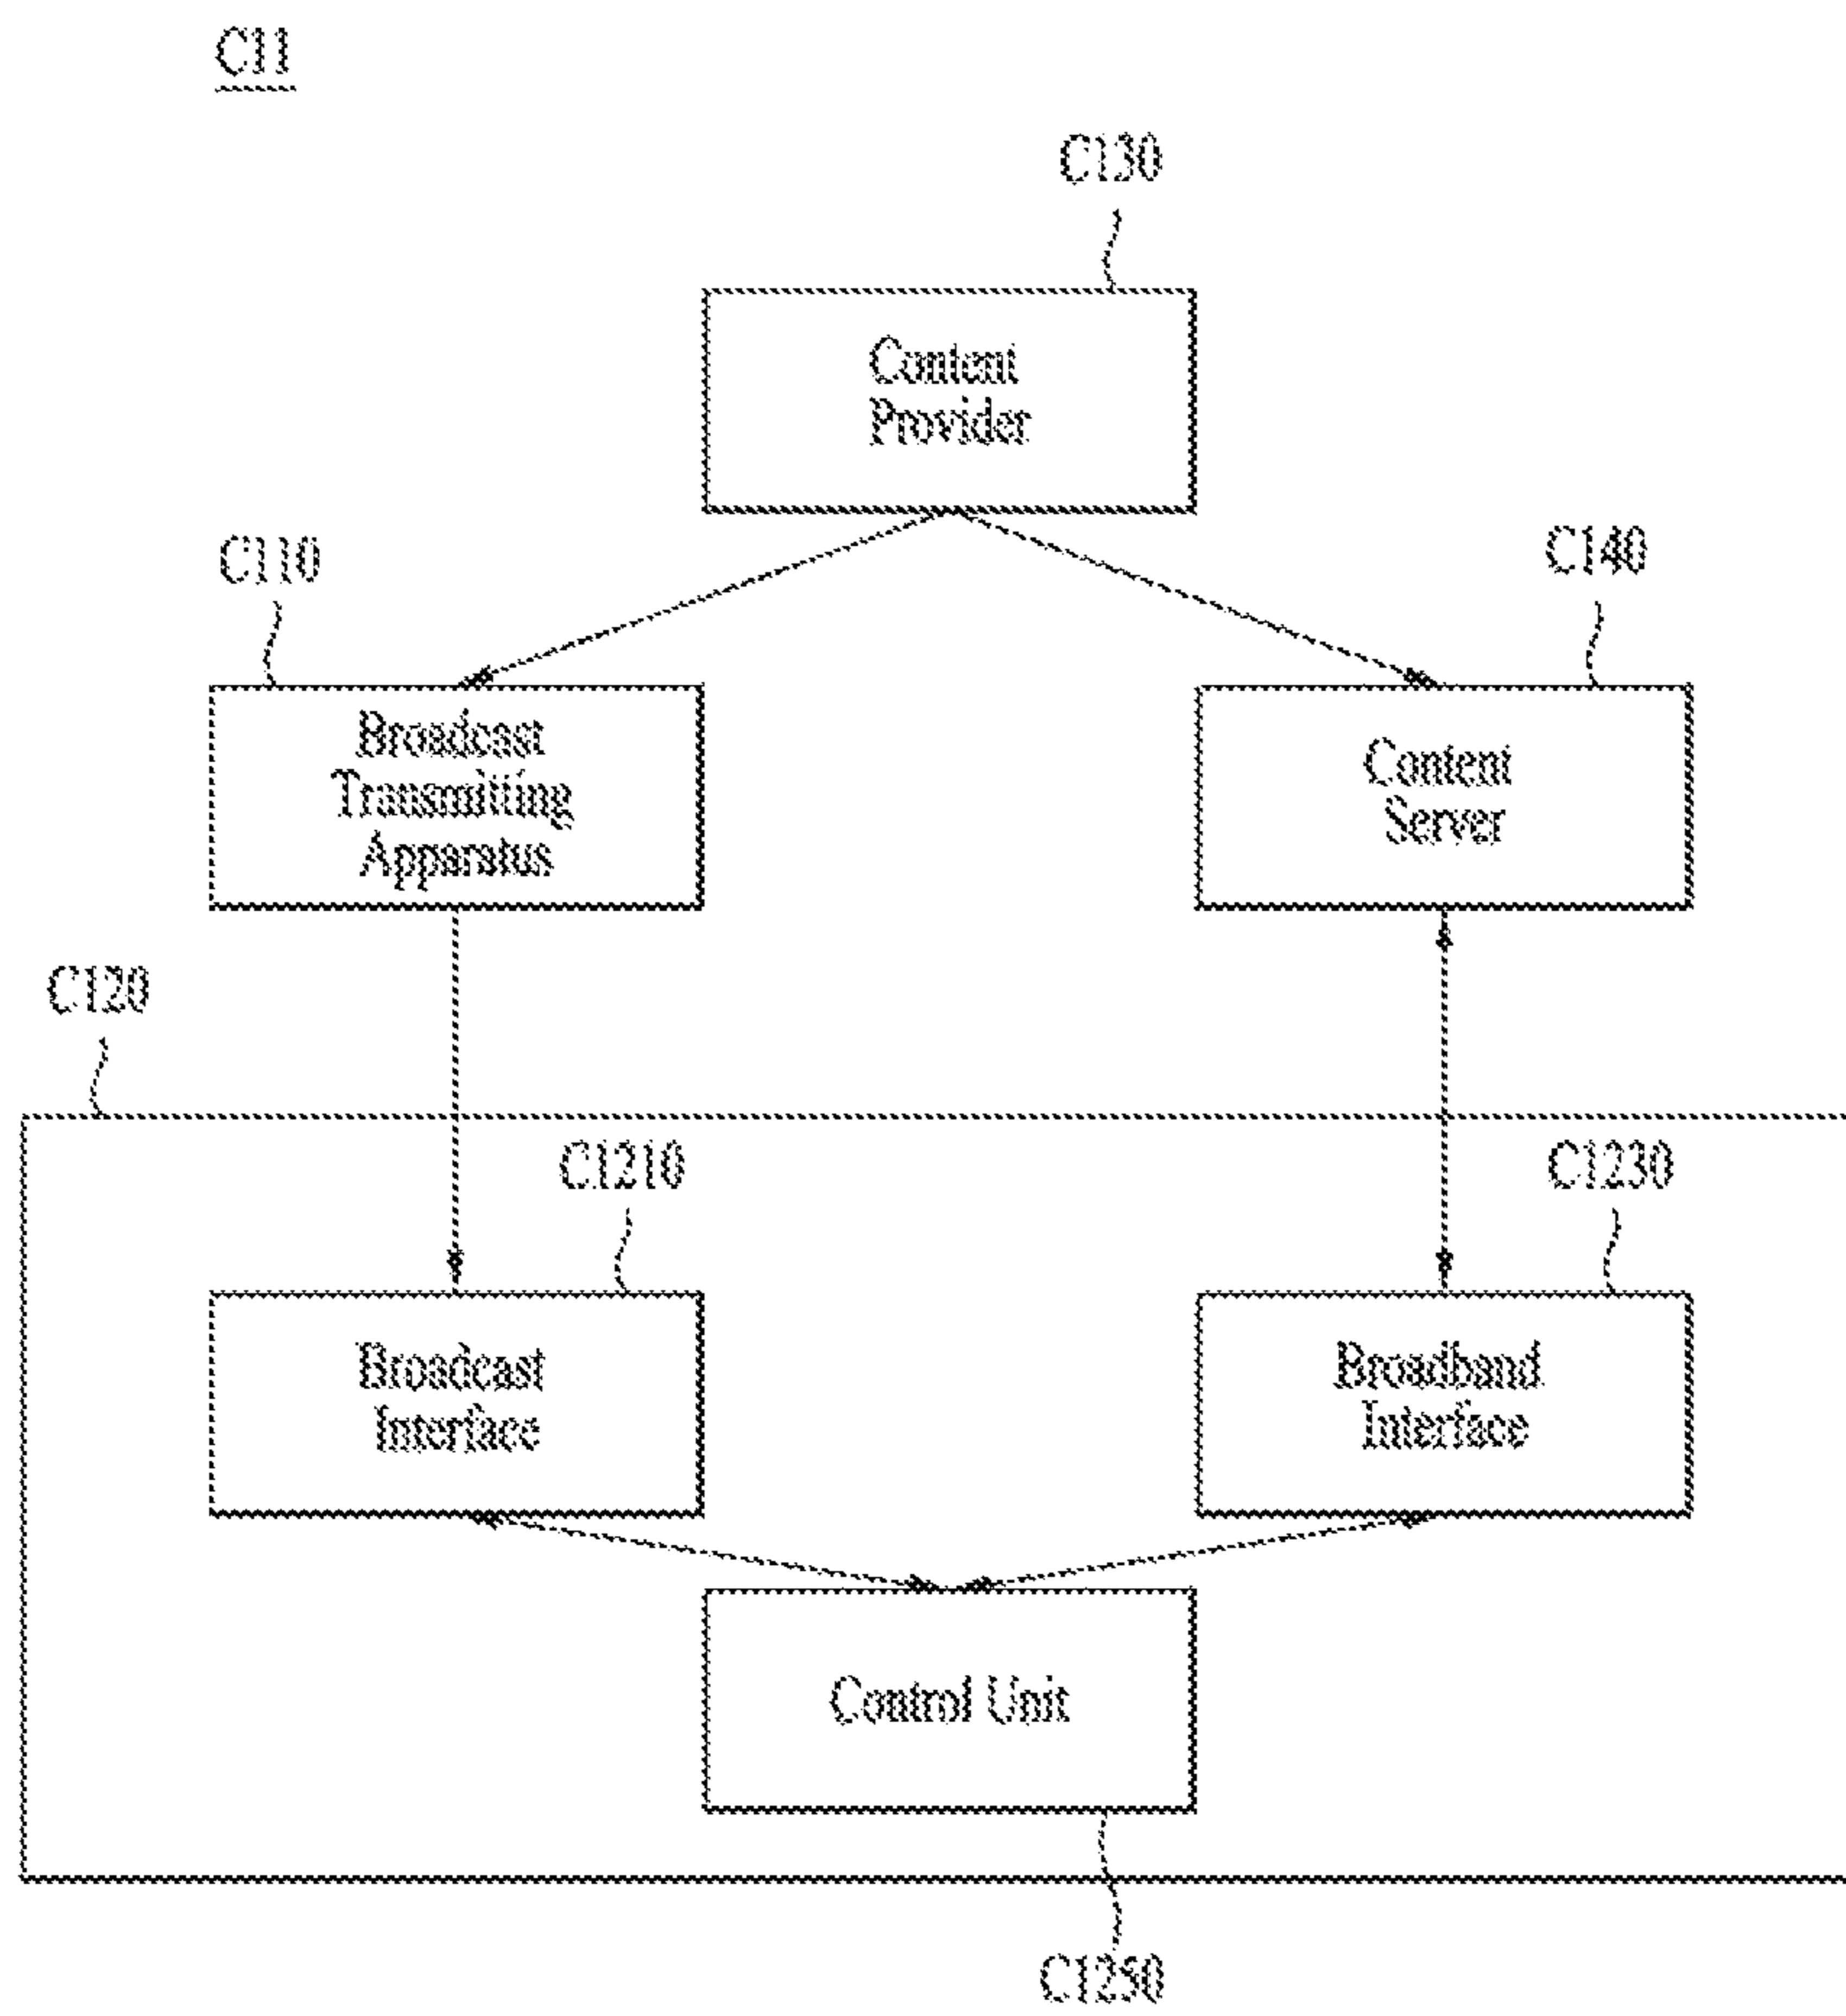 C11
C130
Content
Provider
C110
C140
Broadcast
Transmitting
Apparatus
Content
Server
C120
C1210
C1230
Broadcast
Interface
Broadband
Interface
Control Unit
C1250